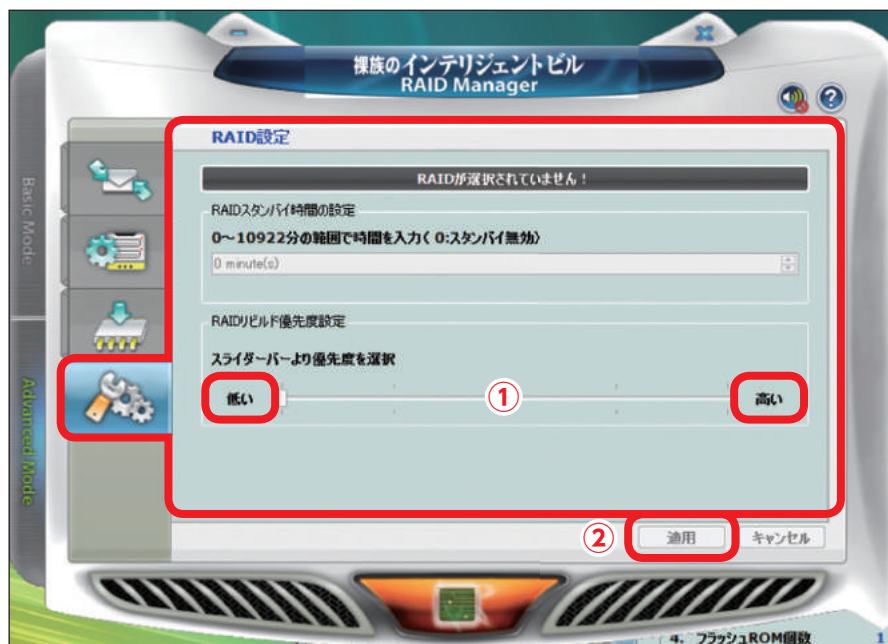 裸族のインテリジェントビル
RAID Manager
RAID設定
RAIDが選択されていません！
RAIDスタンバイ時間の設定
0～10922分の範囲で時間を入力( 0:スタンバイ無効)
0 minute(s)
RAIDリビルド優先度設定
スライダーバーより優先度を選択
低い
①
高い
②
適用
キャンセル
Basic Mode
Advanced Mode
4. フラッシュROM個数